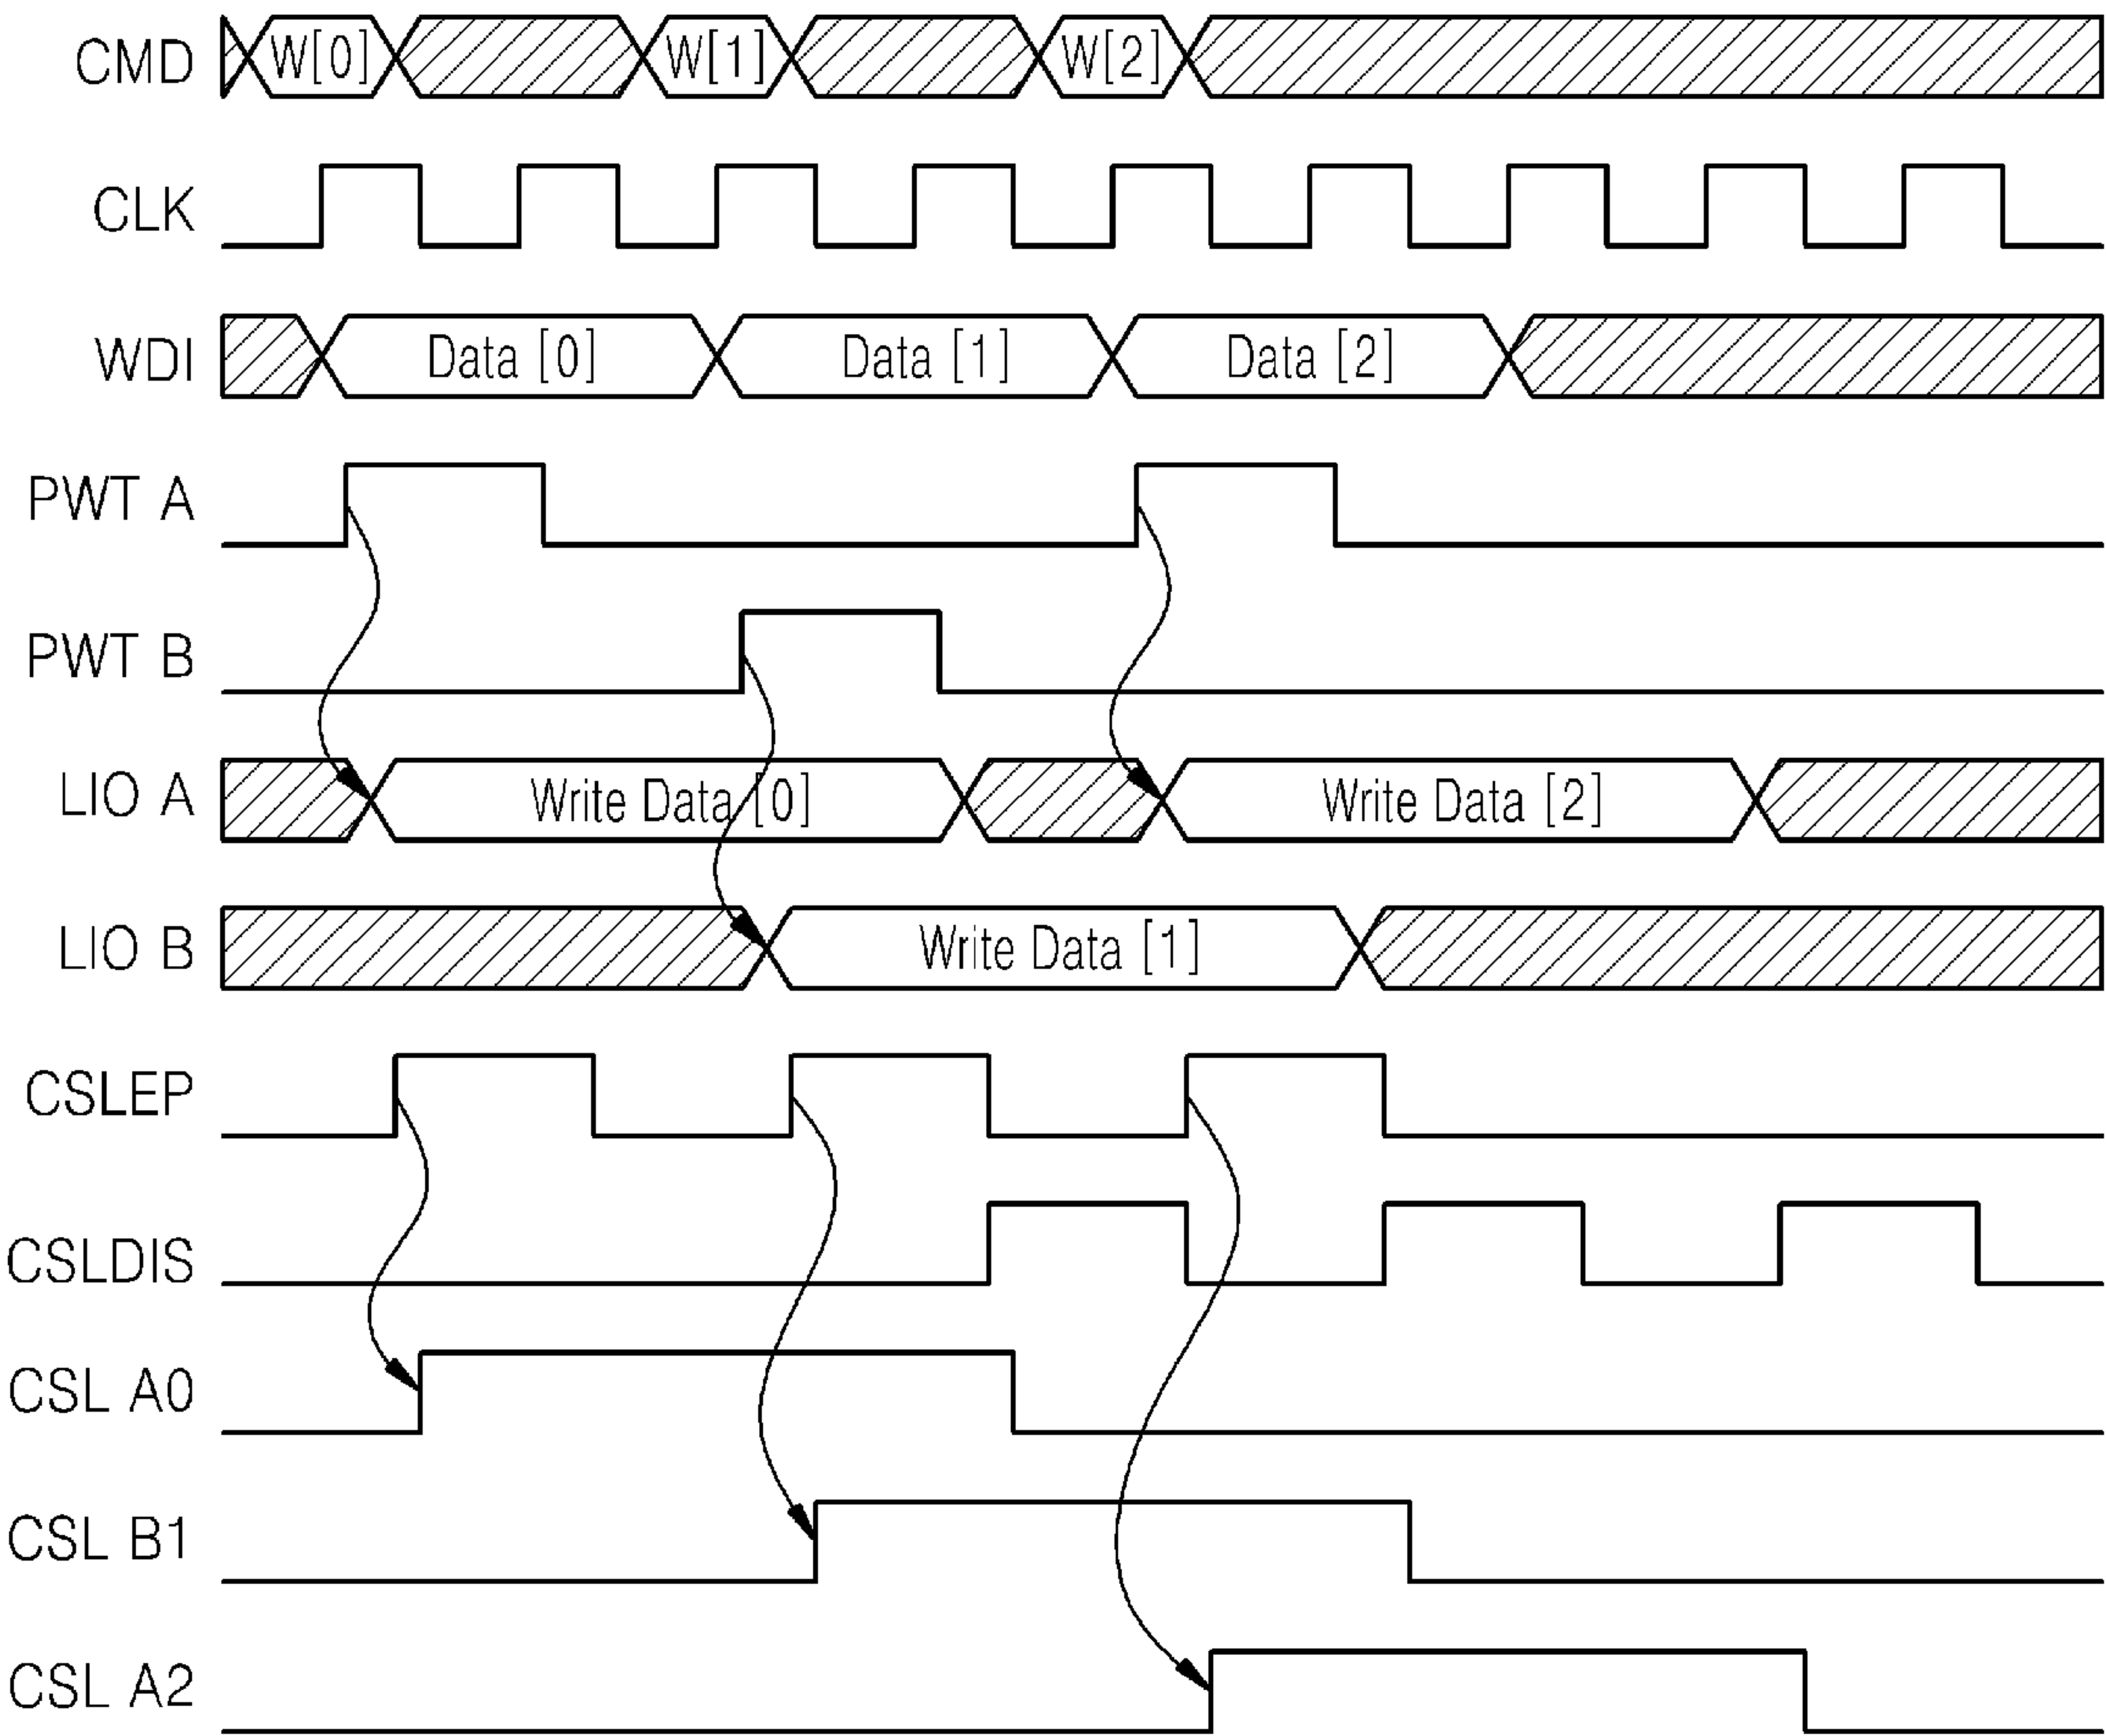 CMD W[0] W[1] W[2]
CLK
WDI Data [0] Data [1] Data [2]
PWT A
PWT B
LIO A Write Data [0] Write Data [2]
LIO B Write Data [1]
CSLEP
CSLDIS
CSL A0
CSL B1
CSL A2